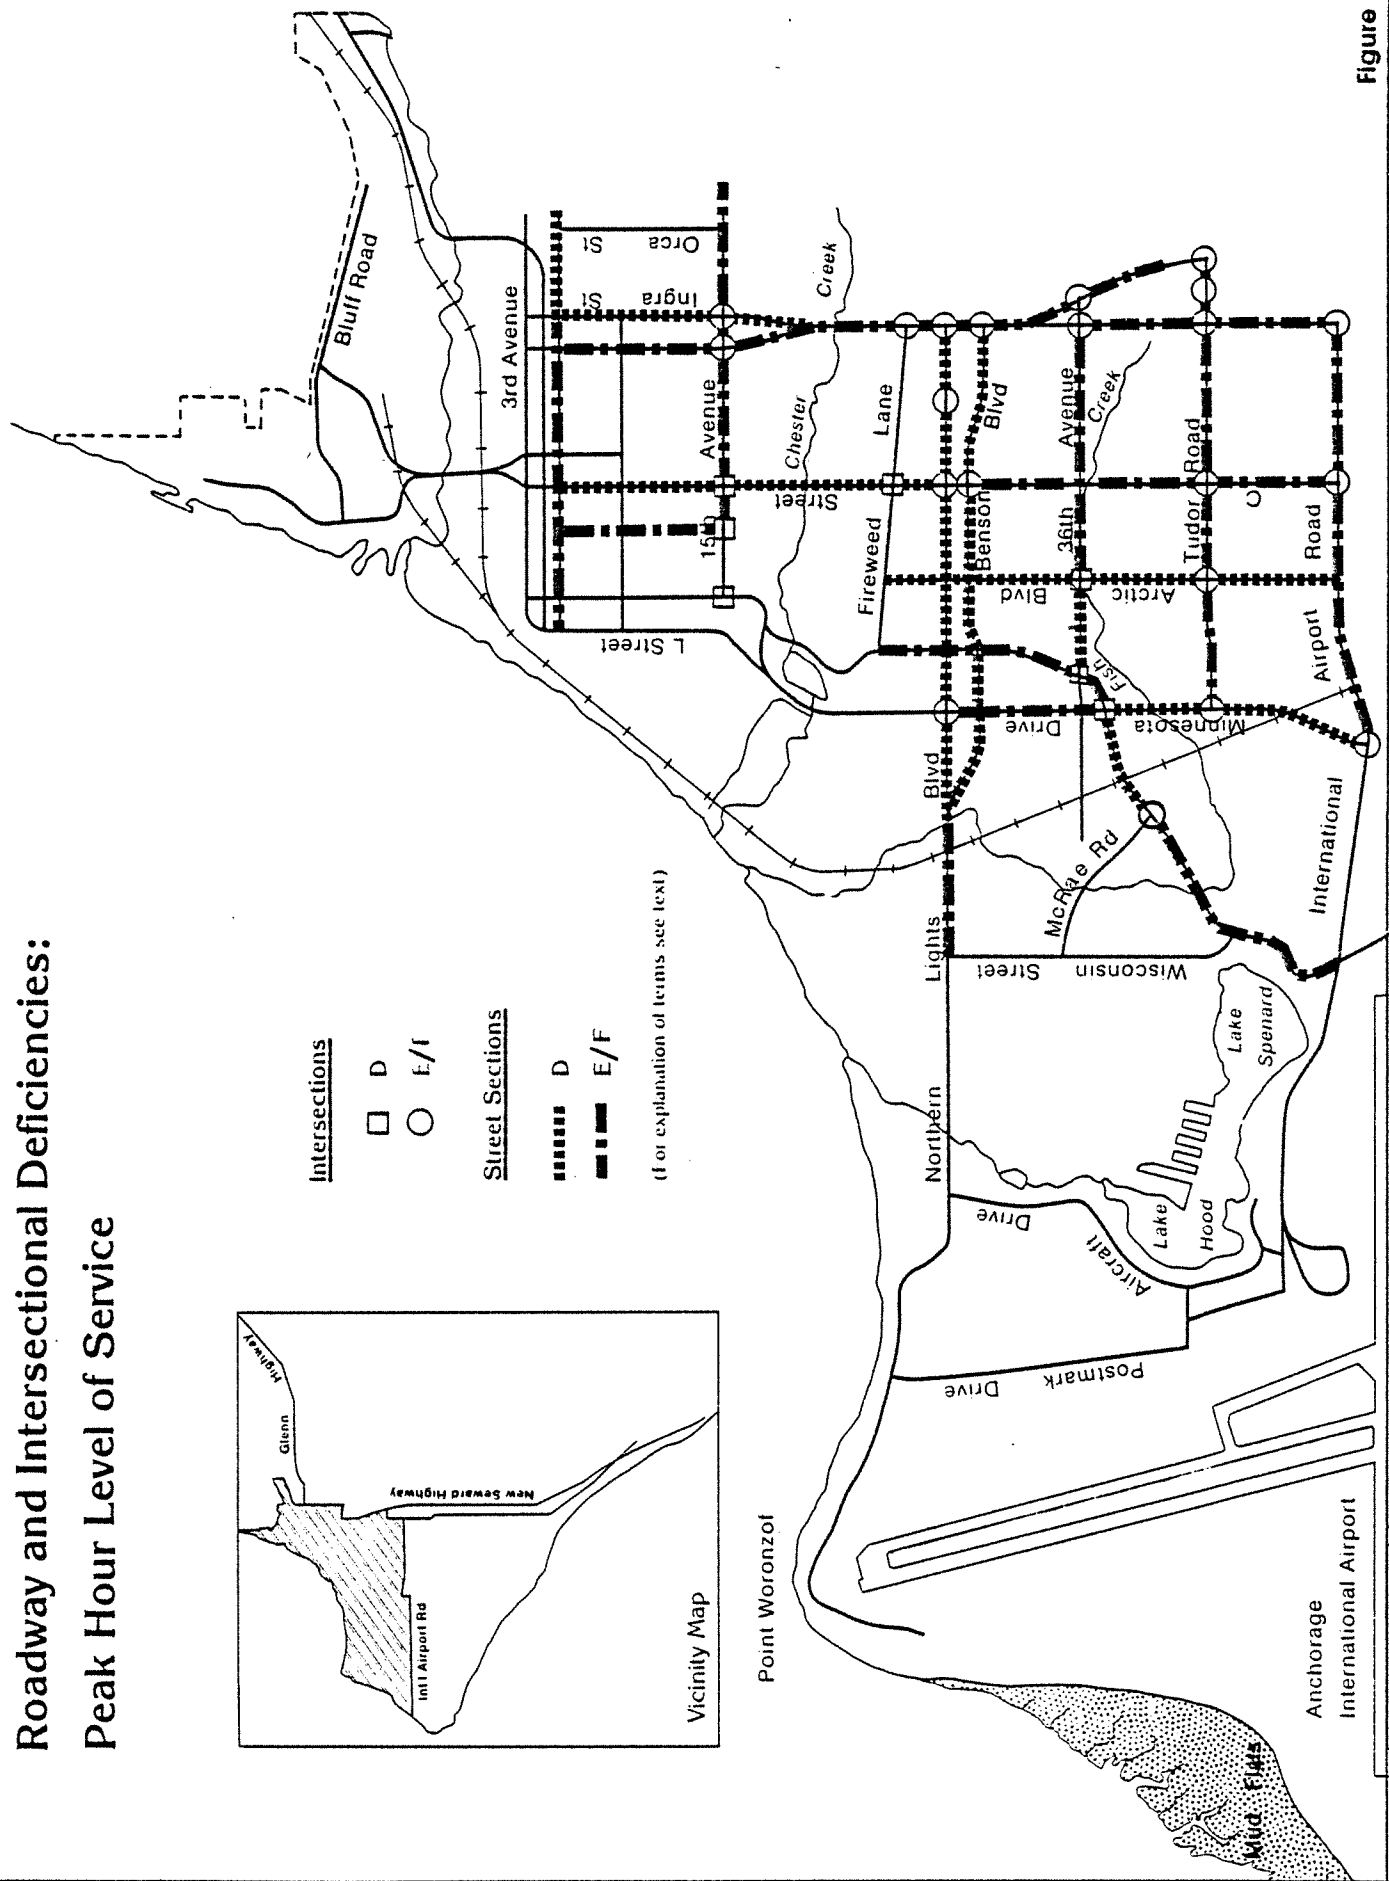 Roadway and Intersectional Deficiencies:
Peak Hour Level of Service
Glenn
Highway
New Seward Highway
Int'l Airport Rd
Vicinity Map
Intersections
D
Street Sections
D
E/F
(For explanation of terms see text)
Bluff Road
3rd Avenue
Orca St
Ingra St
15th Avenue
L Street
Chester Creek
C Street
Fireweed Lane
Northern Lights Blvd
Benson Blvd
36th Avenue
Arctic Blvd
Fish Creek
Tudor Road
Minnesota Drive
McRae Rd
Wisconsin Street
International Airport Road
Lake Spenard
Lake Hood
Aircraft Drive
Postmark Drive
Point Woronzof
Anchorage
International Airport
Mud Flats
Figure